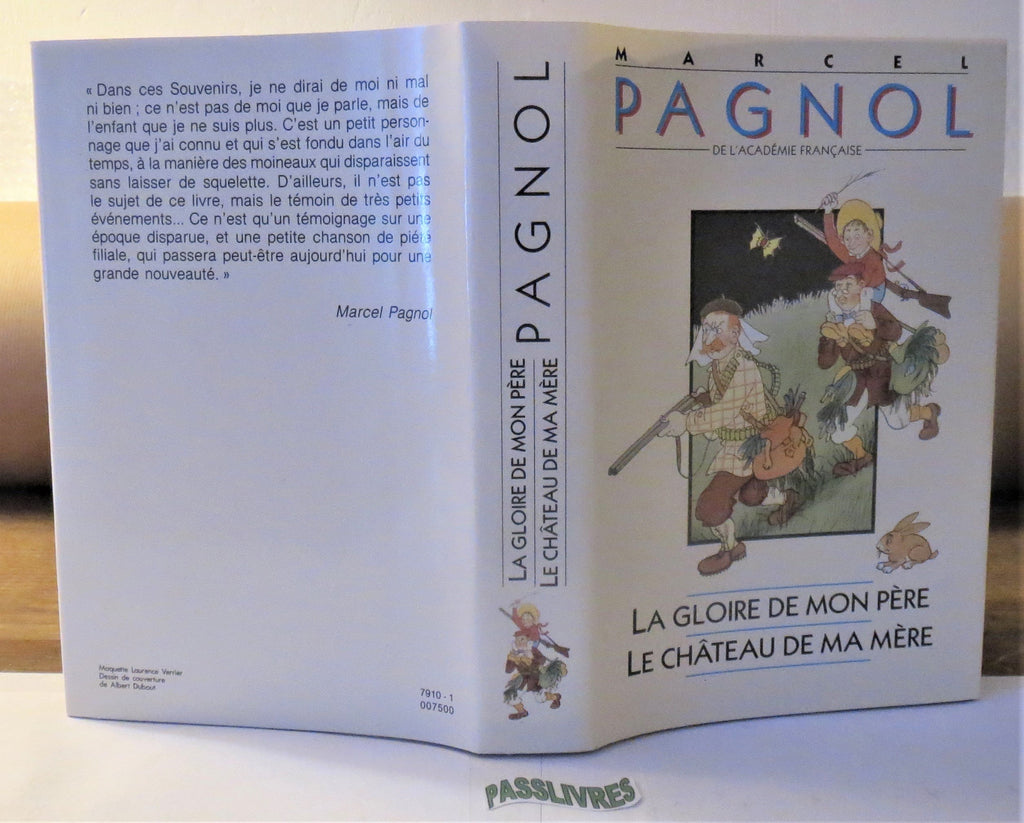 « Dans ces Souvenirs, je ne dirai de moi ni mal
ni bien ; ce n'est pas de moi que je parle, mais de
l'enfant que je ne suis plus. C'est un petit person-
nage que j'ai connu et qui s'est fondu dans l'air du
temps, à la manière des moineaux qui disparaissent
sans laisser de squelette. D'ailleurs, il n'est pas
le sujet de ce livre, mais le témoin de très petits
événements... Ce n'est qu'un témoignage sur une
époque disparue, et une petite chanson de piété
filiale, qui passera peut-être aujourd'hui pour une
grande nouveauté. »
Marcel Pagnol
Maquette Laurence Verrier
Dessin de couverture
de Albert Dubout
7910 - 1
007500
PAGNOL
LA GLOIRE DE MON PÈRE
LE CHÂTEAU DE MA MÈRE
MARCEL
PAGNOL
DE L'ACADÉMIE FRANÇAISE
LA GLOIRE DE MON PÈRE
LE CHÂTEAU DE MA MÈRE
PASSLIVRES